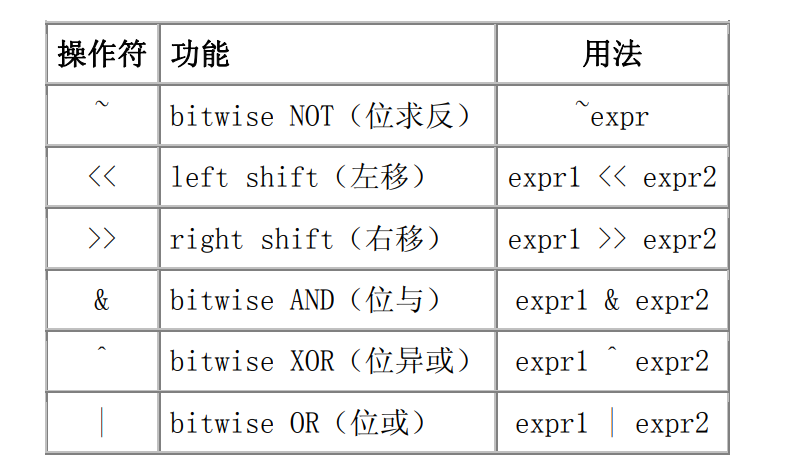 操作符 功能 用法
~ bitwise NOT（位求反） ~expr
<< left shift（左移） expr1 << expr2
>> right shift（右移） expr1 >> expr2
& bitwise AND（位与） expr1 & expr2
^ bitwise XOR（位异或） expr1 ^ expr2
| bitwise OR（位或） expr1 | expr2